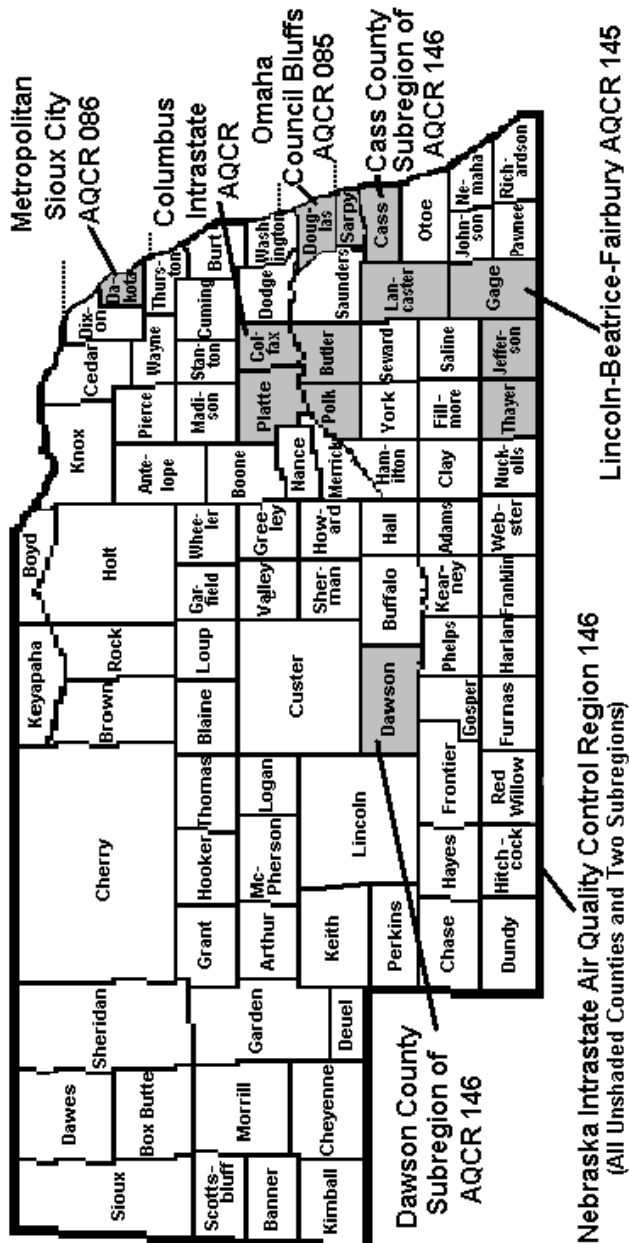 Metropolitan
Sioux City
AQCR 086
Columbus
Intrastate
AQCR
Omaha
Council Bluffs
AQCR 085
Cass County
Subregion of
AQCR 146
Lincoln-Beatrice-Fairbury AQCR 145
Dawson County
Subregion of
AQCR 146
Nebraska Intrastate Air Quality Control Region 146
(All Unshaded Counties and Two Subregions)
Sioux
Dawes
Box Butte
Sheridan
Scotts-
bluff
Banner
Kimball
Morrill
Cheyenne
Garden
Deuel
Cherry
Grant
Hooker
Thomas
Arthur
Mc-
Pherson
Logan
Keith
Lincoln
Perkins
Chase
Hayes
Frontier
Dundy
Hitch-
cock
Red
Willow
Keyapaha
Brown
Rock
Blaine
Loup
Custer
Dawson
Gosper
Furnas
Phelps
Harlan
Boyd
Holt
Gar-
field
Whee-
ler
Valley
Gree-
ley
Sher-
man
How-
ard
Buffalo
Hall
Kear-
ney
Adams
Franklin
Web-
ster
Knox
Ante-
lope
Pierce
Boone
Madi-
son
Nance
Platte
Merrick
Polk
Ham-
ilton
York
Clay
Fill-
more
Nuck-
olls
Thayer
Cedar
Dix-
on
Da-
kota
Wayne
Thurs-
ton
Stan-
ton
Cuming
Burt
Col-
fax
Dodge
Wash-
ington
Butler
Saunders
Doug-
las
Sarpy
Seward
Lan-
caster
Cass
Saline
Gage
Otoe
Jeffer-
son
John-
son
Ne-
maha
Pawnee
Rich-
ardson